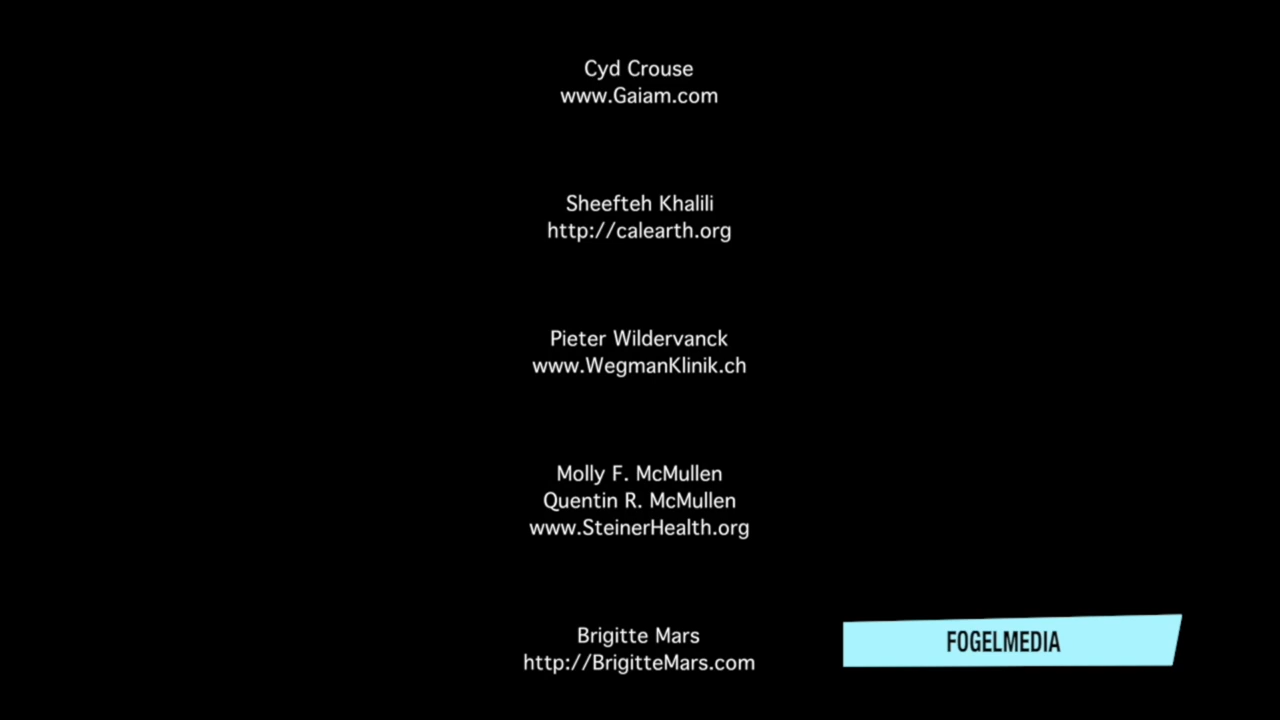 Cyd Crouse
www.Gaiam.com
Sheefteh Khalili
http://calearth.org
Pieter Wildervanck
www.WegmanKlinik.ch
Molly F. McMullen
Quentin R. McMullen
www.SteinerHealth.org
Brigitte Mars
http://BrigitteMars.com
FOGELMEDIA